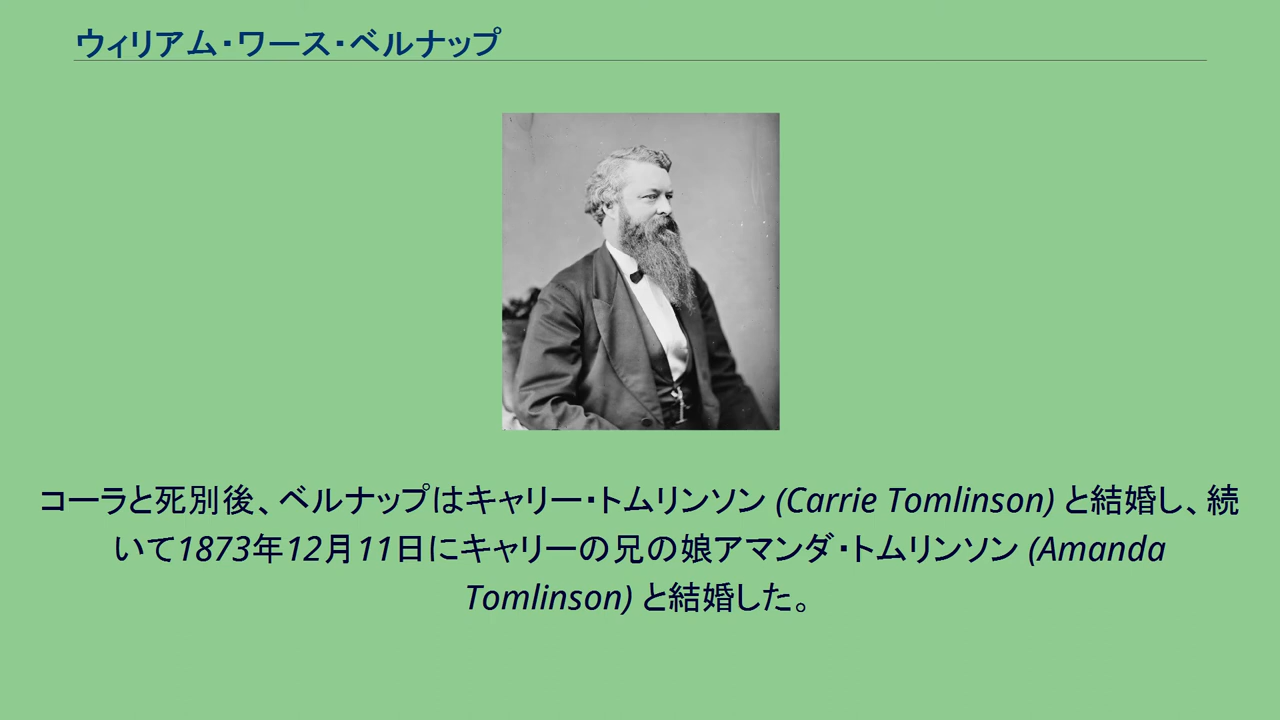 ウィリアム・ワース・ベルナップ
コーラと死別後、ベルナップはキャリー・トムリンソン (Carrie Tomlinson) と結婚し、続
いて1873年12月11日にキャリーの兄の娘アマンダ・トムリンソン (Amanda
Tomlinson) と結婚した。